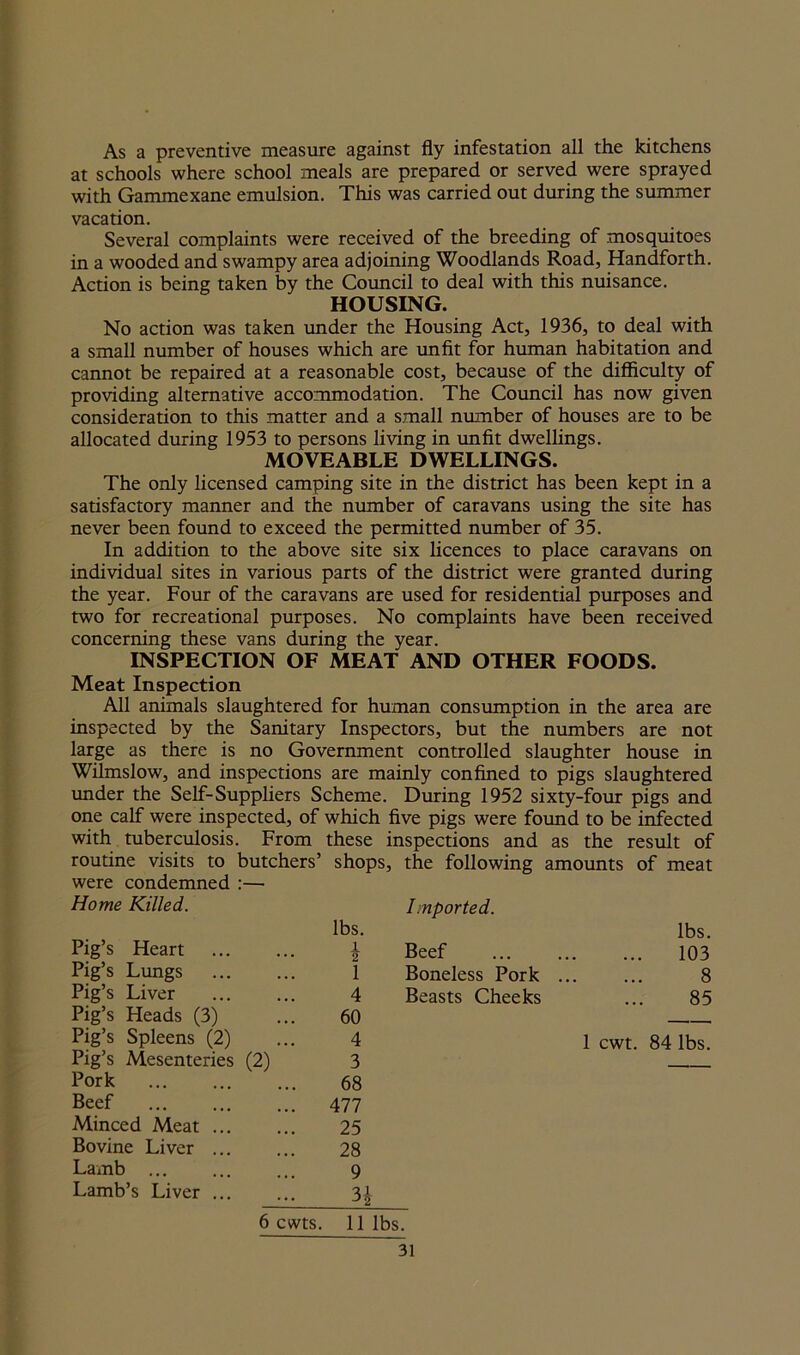 As a preventive measure against fly infestation all the kitchens
at schools where school meals are prepared or served were sprayed
with Gammexane emulsion. This was carried out during the summer
vacation.
Several complaints were received of the breeding of mosquitoes
in a wooded and swampy area adjoining Woodlands Road, Handforth.
Action is being taken by the Council to deal with this nuisance.
HOUSING.
No action was taken under the Housing Act, 1936, to deal with
a small number of houses which are unfit for human habitation and
cannot be repaired at a reasonable cost, because of the difficulty of
providing alternative accommodation. The Council has now given
consideration to this matter and a small number of houses are to be
allocated during 1953 to persons living in unfit dwellings.
MOVEABLE DWELLINGS.
The only licensed camping site in the district has been kept in a
satisfactory manner and the number of caravans using the site has
never been found to exceed the permitted number of 35.
In addition to the above site six licences to place caravans on
individual sites in various parts of the district were granted during
the year. Four of the caravans are used for residential purposes and
two for recreational purposes. No complaints have been received
concerning these vans during the year.
INSPECTION OF MEAT AND OTHER FOODS.
Meat Inspection
All animals slaughtered for human consumption in the area are
inspected by the Sanitary Inspectors, but the numbers are not
large as there is no Government controlled slaughter house in
Wilmslow, and inspections are mainly confined to pigs slaughtered
under the Self-Suppliers Scheme. During 1952 sixty-four pigs and
one calf were inspected, of which five pigs were found to be infected
with tuberculosis. From these inspections and as the result of
routine visits to butchers' shops, the following amounts of meat
were condemned :—
Home Killed.
lbs.
Pig's Heart ... ... ½
Pig's Lungs ... ... 1
Pig's Liver ... ... 4
Pig's Heads (3) ... 60
Pig's Spleens (2) ... 4
Pig's Mesenteries (2) 3
Pork ... ... ... 68
Beef ... ... ... 477
Minced Meat ... ... 25
Bovine Liver ... ... 28
Lamb ... ... ... 9
Lamb's Liver ... ... 3½
6 cwts. 11 lbs.
Imported.
lbs.
Beef ... ... ... 103
Boneless Pork ... ... 8
Beasts Cheeks ... 85
1 cwt. 84 lbs.
31